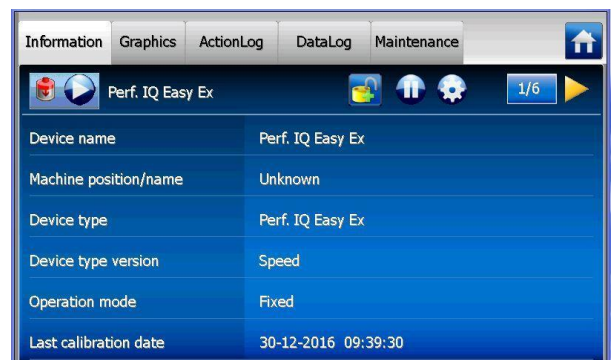 Information Graphics ActionLog DataLog Maintenance
Perf. IQ Easy Ex 1/6
Device name Perf. IQ Easy Ex
Machine position/name Unknown
Device type Perf. IQ Easy Ex
Device type version Speed
Operation mode Fixed
Last calibration date 30-12-2016 09:39:30